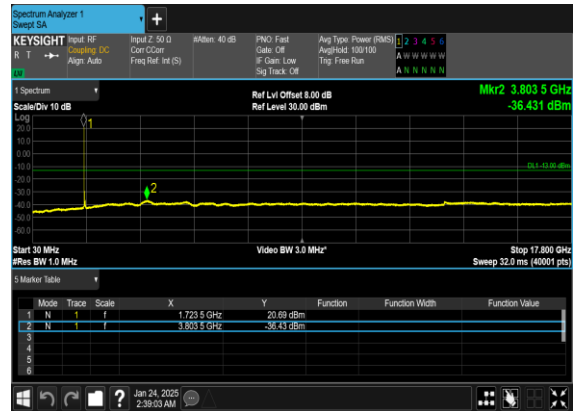 Spectrum Analyzer 1
Swept SA
KEYSIGHT Input: RF Input Z: 50 Ω #Atten: 40 dB PNO: Fast Avg Type: Power (RMS) 1 2 3 4 5 6
R T Coupling: DC Corr CCorr Gate: Off Avg|Hold: 100/100 A W W W W W
Align: Auto Freq Ref: Int (S) IF Gain: Low Trig: Free Run
LW Sig Track: Off A N N N N N
1 Spectrum Ref Lvl Offset 8.00 dB Mkr2 3.803 5 GHz
Scale/Div 10 dB Ref Level 30.00 dBm -36.431 dBm
Log
20.0
10.0
0.00
-10.0
-20.0
-30.0
-40.0
-50.0
-60.0
1
DL1 -13.00 dBm
2
Start 30 MHz Video BW 3.0 MHz* Stop 17.800 GHz
#Res BW 1.0 MHz Sweep 32.0 ms (40001 pts)
5 Marker Table
Mode Trace Scale X Y Function Function Width Function Value
1 N 1 f 1.723 5 GHz 20.69 dBm
2 N 1 f 3.803 5 GHz -36.43 dBm
3
4
5
6
? Jan 24, 2025
2:39:03 AM